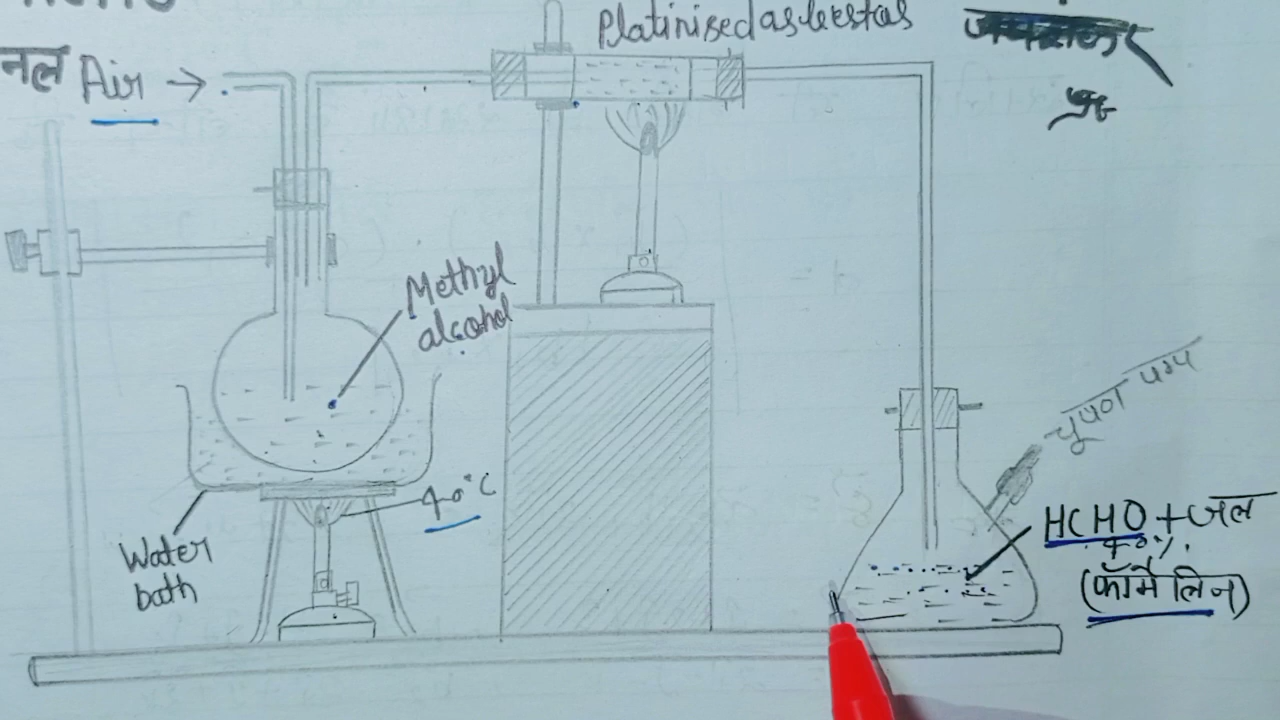 Platinised asbestos
नल
Air →
Methyl
alcohol
चूषण पम्प
40°C
HCHO + जल
40%
(फॉर्मेलिन)
Water
bath